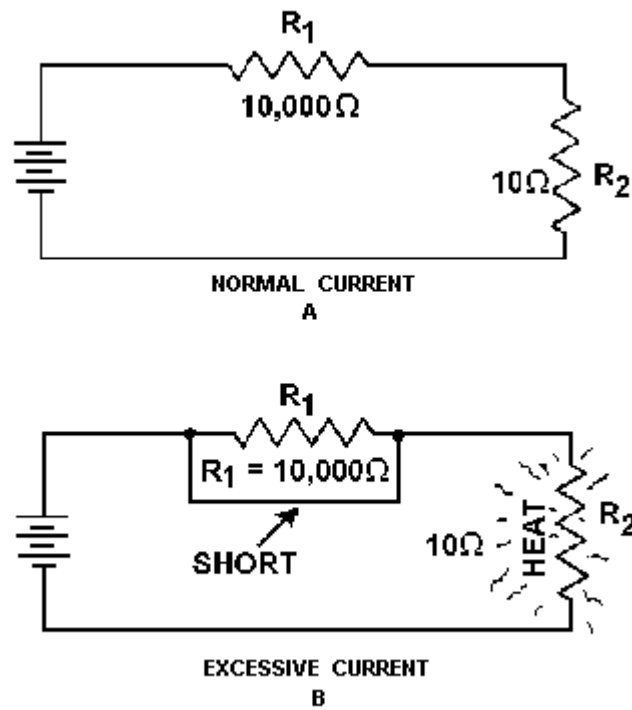 R1
10,000Ω
10Ω
R2
NORMAL CURRENT
A
R1
R1 = 10,000Ω
SHORT
10Ω
HEAT
R2
EXCESSIVE CURRENT
B